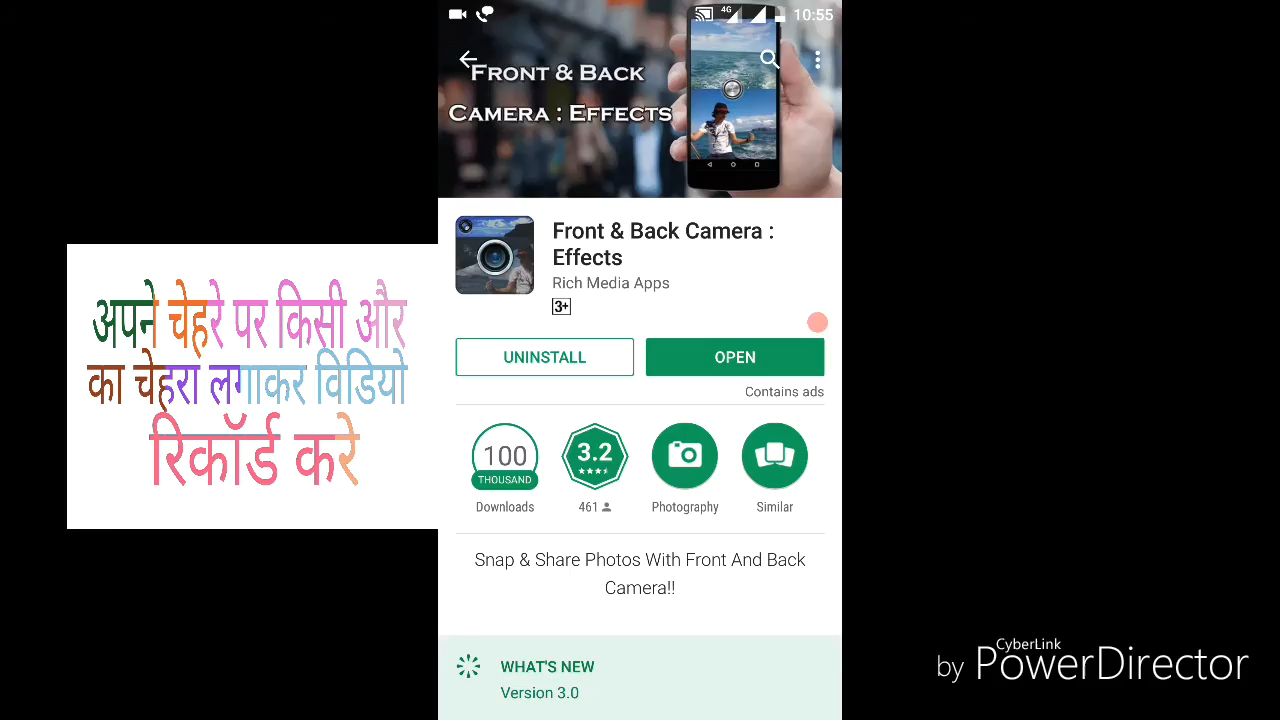 4G
10:55
FRONT & BACK
CAMERA : EFFECTS
Front & Back Camera :
Effects
Rich Media Apps
3+
UNINSTALL
OPEN
Contains ads
100
THOUSAND
Downloads
3.2
461
Photography
Similar
Snap & Share Photos With Front And Back
Camera!!
WHAT'S NEW
Version 3.0
अपने चेहरे पर किसी और
का चेहरा लगाकर विडियो
रिकॉर्ड करे
CyberLink
by PowerDirector